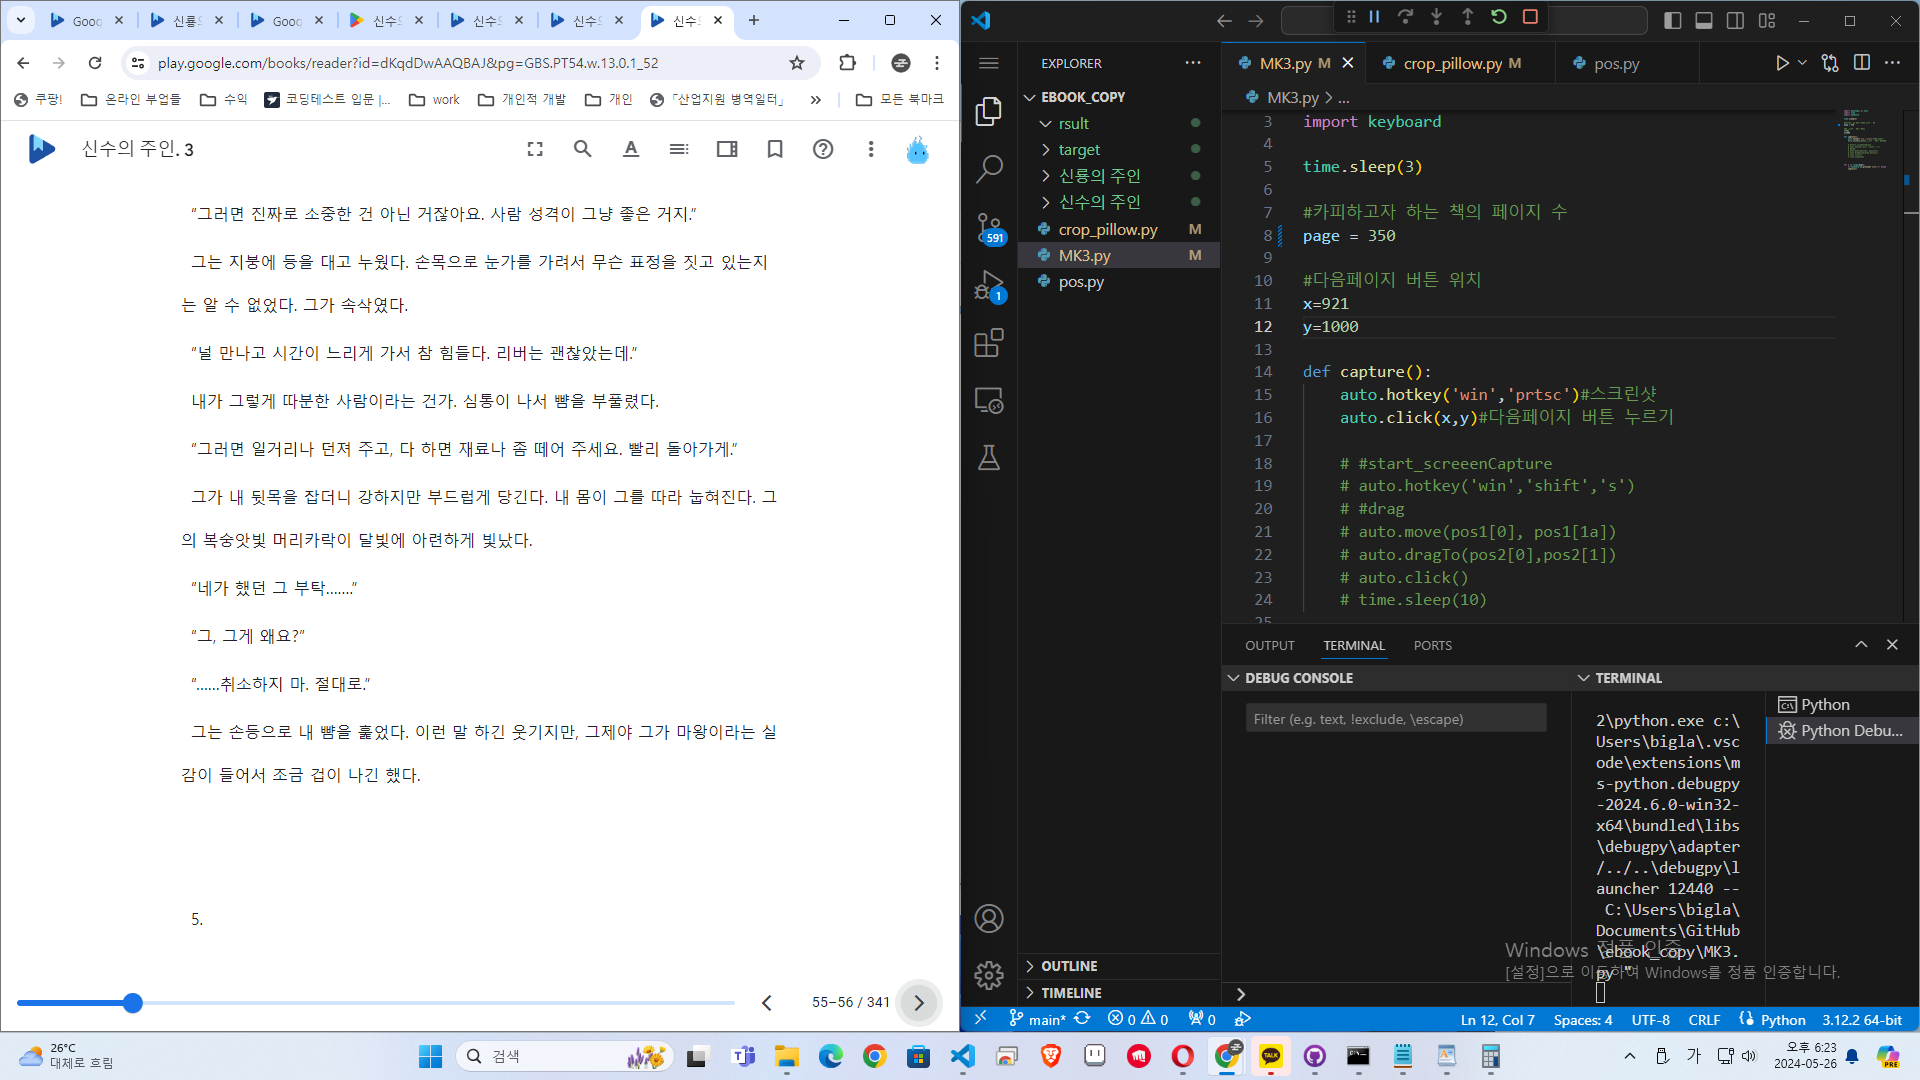 Goog
신룡으
Goog
신수의
신수의
신수의
신수의
play.google.com/books/reader?id=dKqdDwAAQBAJ&pg=GBS.PT54.w.13.0.1_52
쿠팡!
온라인 부업들
수익
코딩테스트 입문 |...
work
개인적 개발
개인
「산업지원 병역일터」
»
모든 북마크
신수의 주인. 3
“그러면 진짜로 소중한 건 아닌 거잖아요. 사람 성격이 그냥 좋은 거지.”
그는 지붕에 등을 대고 누웠다. 손목으로 눈가를 가려서 무슨 표정을 짓고 있는지
는 알 수 없었다. 그가 속삭였다.
“널 만나고 시간이 느리게 가서 참 힘들다. 리버는 괜찮았는데.”
내가 그렇게 따분한 사람이라는 건가. 심통이 나서 뺨을 부풀렸다.
“그러면 일거리나 던져 주고, 다 하면 재료나 좀 떼어 주세요. 빨리 돌아가게.”
그가 내 뒷목을 잡더니 강하지만 부드럽게 당긴다. 내 몸이 그를 따라 눕혀진다. 그
의 복숭앗빛 머리카락이 달빛에 아련하게 빛났다.
“네가 했던 그 부탁.......”
“그, 그게 왜요?”
“......취소하지 마. 절대로.”
그는 손등으로 내 뺨을 훑었다. 이런 말 하긴 웃기지만, 그제야 그가 마왕이라는 실
감이 들어서 조금 겁이 나긴 했다.
5.
55–56 / 341
EXPLORER
EBOOK_COPY
rsult
target
신룡의 주인
신수의 주인
crop_pillow.py M
MK3.py M
pos.py
591
1
OUTLINE
TIMELINE
MK3.py M
crop_pillow.py M
pos.py
MK3.py > ...
3 import keyboard
4
5 time.sleep(3)
6
7 #카피하고자 하는 책의 페이지 수
8 page = 350
9
10 #다음페이지 버튼 위치
11 x=921
12 y=1000
13
14 def capture():
15 auto.hotkey('win','prtsc')#스크린샷
16 auto.click(x,y)#다음페이지 버튼 누르기
17
18 # #start_screeenCapture
19 # auto.hotkey('win','shift','s')
20 # #drag
21 # auto.move(pos1[0], pos1[1a])
22 # auto.dragTo(pos2[0],pos2[1])
23 # auto.click()
24 # time.sleep(10)
25
OUTPUT
TERMINAL
PORTS
DEBUG CONSOLE
Filter (e.g. text, !exclude, \escape)
TERMINAL
2\python.exe c:\
Users\bigla\.vsc
ode\extensions\m
s-python.debugpy
-2024.6.0-win32-
x64\bundled\libs
\debugpy\adapter
/../..\debugpy\l
auncher 12440 --
C:\Users\bigla\
Documents\GitHub
\ebook_copy\MK3.
py "
Python
Python Debu...
Windows 정품 인증
[설정]으로 이동하여 Windows를 정품 인증합니다.
main*
0
0
0
Ln 12, Col 7
Spaces: 4
UTF-8
CRLF
Python
3.12.2 64-bit
26°C
대체로 흐림
검색
TALK
가
오후 6:23
2024-05-26
PRE